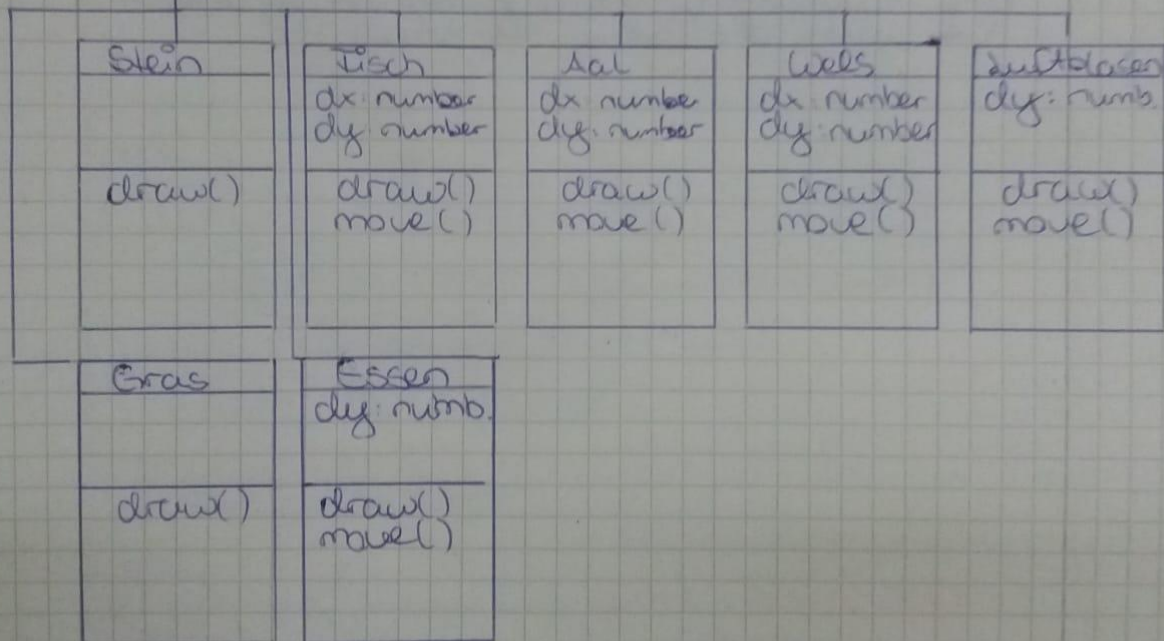 Stein
draw()
Fisch
dx: number
dy: number
draw()
move()
Aal
dx number
dy: number
draw()
move()
Wels
dx: number
dy: number
draw()
move()
Luftblasen
dy: numb.
draw()
move()
Gras
draw()
Essen
dy: numb.
draw()
move()